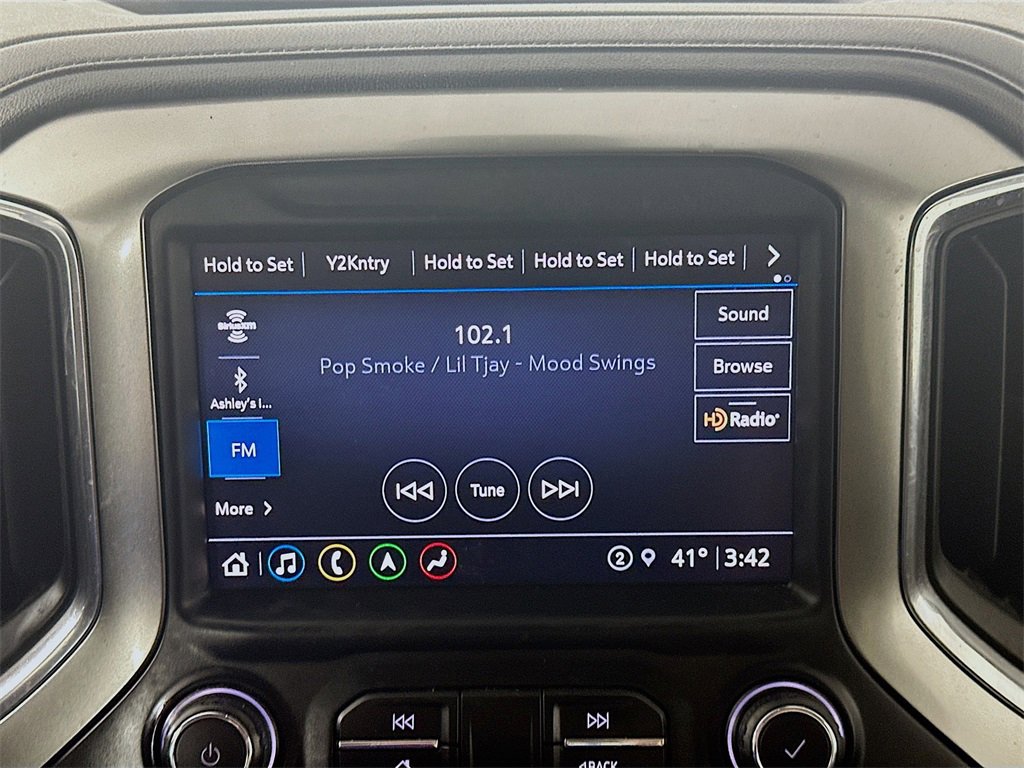 Hold to Set Y2Kntry Hold to Set Hold to Set Hold to Set
SiriusXM
102.1
Pop Smoke / Lil Tjay - Mood Swings
Sound
Browse
HD Radio
Ashley's I...
FM
Tune
More
2 41° 3:42
BACK